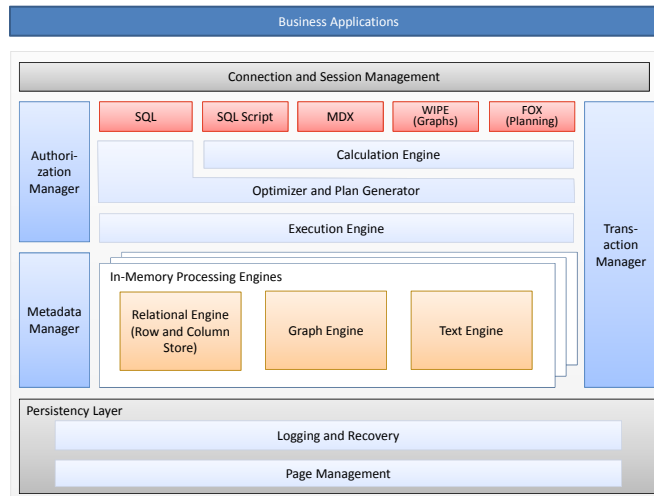 Business Applications
Connection and Session Management
SQL
SQL Script
MDX
WIPE
(Graphs)
FOX
(Planning)
Authori-
zation
Manager
Calculation Engine
Optimizer and Plan Generator
Execution Engine
Trans-
action
Manager
Metadata
Manager
In-Memory Processing Engines
Relational Engine
(Row and Column
Store)
Graph Engine
Text Engine
Persistency Layer
Logging and Recovery
Page Management